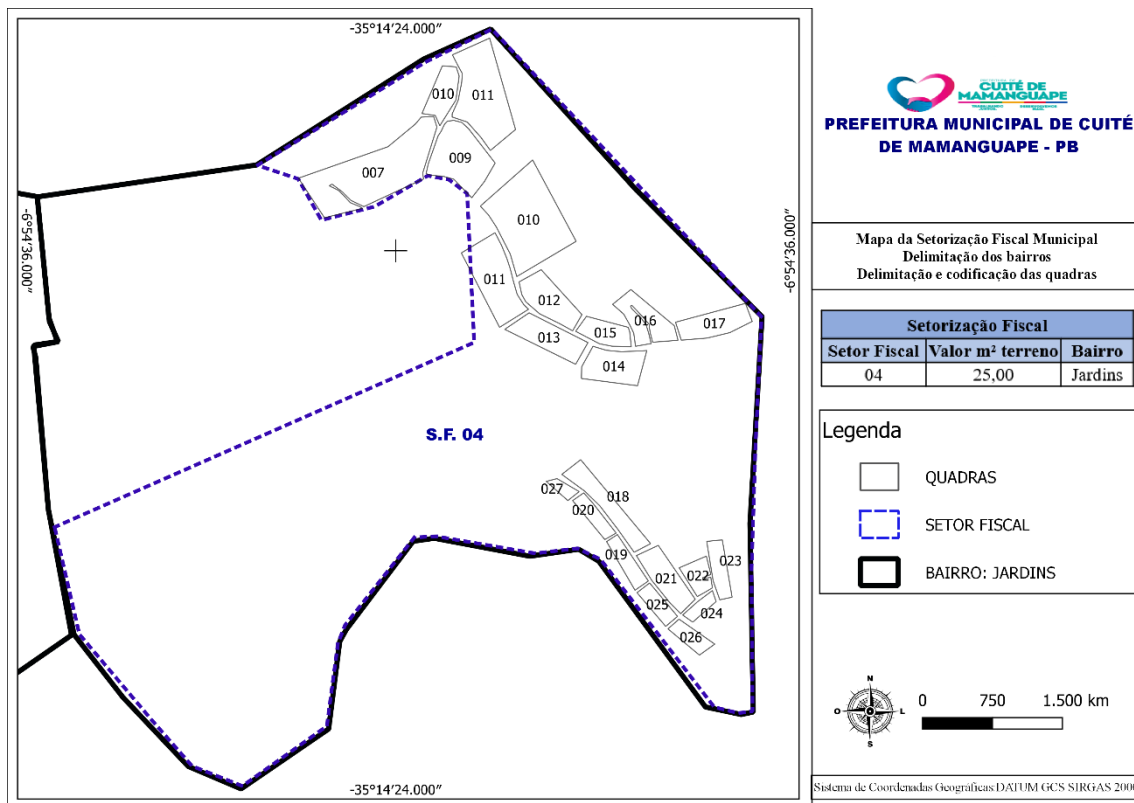 -35°14′24.000″
010
011
009
007
010
011
012
013
015
016
017
014
-6°54′36.000″
-6°54′36.000″
S.F. 04
027
018
020
019
021
022
023
025
024
026
-35°14′24.000″
CUITÉ DE
MAMANGUAPE
PREFEITURA MUNICIPAL DE CUITÉ
DE MAMANGUAPE - PB
Mapa da Setorização Fiscal Municipal
Delimitação dos bairros
Delimitação e codificação das quadras
Setorização Fiscal
Setor Fiscal Valor m² terreno Bairro
04 25,00 Jardins
Legenda
QUADRAS
SETOR FISCAL
BAIRRO: JARDINS
N
O L
S
0 750 1.500 km
Sistema de Coordenadas Geográficas:DATUM GCS SIRGAS 2000